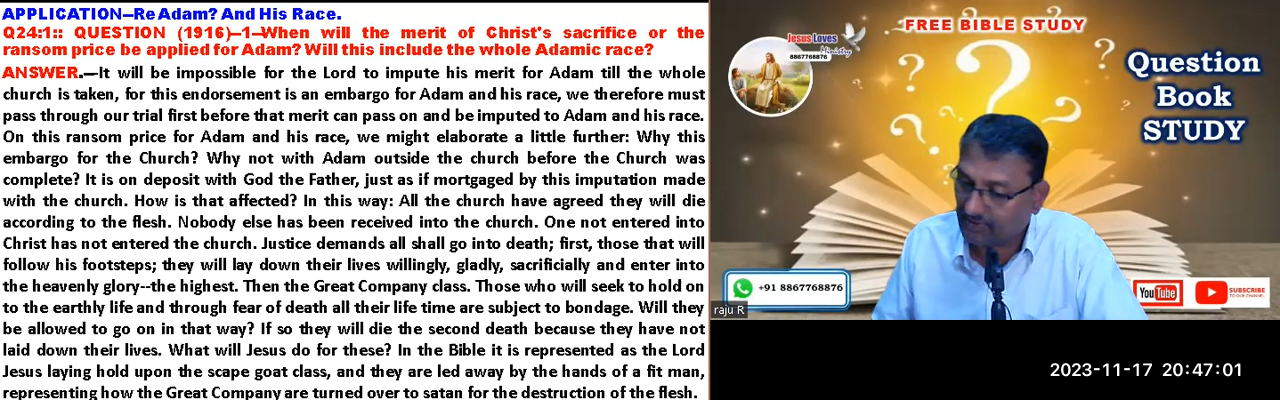 APPLICATION--Re Adam? And His Race.
Q24:1:: QUESTION (1916)--1--When will the merit of Christ's sacrifice or the
ransom price be applied for Adam? Will this include the whole Adamic race?
ANSWER.--It will be impossible for the Lord to impute his merit for Adam till the whole
church is taken, for this endorsement is an embargo for Adam and his race, we therefore must
pass through our trial first before that merit can pass on and be imputed to Adam and his race.
On this ransom price for Adam and his race, we might elaborate a little further: Why this
embargo for the Church? Why not with Adam outside the church before the Church was
complete? It is on deposit with God the Father, just as if mortgaged by this imputation made
with the church. How is that affected? In this way: All the church have agreed they will die
according to the flesh. Nobody else has been received into the church. One not entered into
Christ has not entered the church. Justice demands all shall go into death; first, those that will
follow his footsteps; they will lay down their lives willingly, gladly, sacrificially and enter into
the heavenly glory--the highest. Then the Great Company class. Those who will seek to hold on
to the earthly life and through fear of death all their life time are subject to bondage. Will they
be allowed to go on in that way? If so they will die the second death because they have not
laid down their lives. What will Jesus do for these? In the Bible it is represented as the Lord
Jesus laying hold upon the scape goat class, and they are led away by the hands of a fit man,
representing how the Great Company are turned over to satan for the destruction of the flesh.
FREE BIBLE STUDY
Jesus Loves
Ministry
8867768876
Question
Book
STUDY
+91 8867768876
YouTube
SUBSCRIBE
TO OUR CHANNEL
raju R
2023-11-17 20:47:01